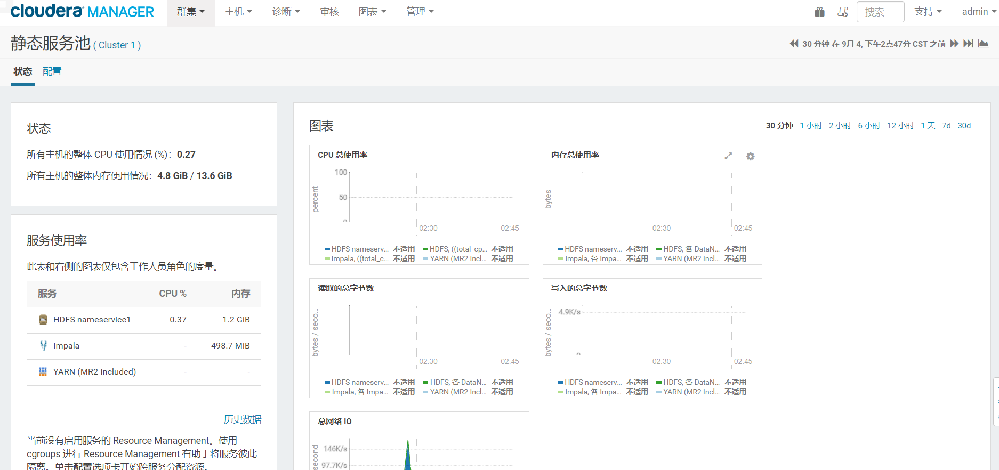 cloudera MANAGER 群集 主机 诊断 审核 图表 管理 搜索 支持 admin
静态服务池 ( Cluster 1 ) 30 分钟 在 9月 4, 下午2点47分 CST 之前
状态 配置
状态
所有主机的整体 CPU 使用情况 (%)： 0.27
所有主机的整体内存使用情况： 4.8 GiB / 13.6 GiB
服务使用率
此表和右侧的图表仅包含工作人员角色的度量。
服务 CPU % 内存
HDFS nameservice1 0.37 1.2 GiB
Impala - 498.7 MiB
YARN (MR2 Included) - -
历史数据
当前没有启用服务的 Resource Management。使用
cgroups 进行 Resource Management 有助于将服务彼此
隔离。单击配置选项卡开始跨服务分配资源。
图表 30 分钟 1 小时 2 小时 6 小时 12 小时 1 天 7d 30d
CPU 总使用率
percent
100
50
0
02:30 02:45
HDFS nameserv... 不适用 HDFS, ((total_cp... 不适用
Impala, ((total_c... 不适用 YARN (MR2 Incl... 不适用
内存总使用率
bytes
02:30 02:45
HDFS nameserv... 不适用 HDFS, 各 DataN... 不适用
Impala, 各 Impa... 不适用 YARN (MR2 Incl... 不适用
读取的总字节数
bytes / seco...
02:30 02:45
HDFS nameserv... 不适用 HDFS, 各 DataN... 不适用
Impala, 各 Impa... 不适用 YARN (MR2 Incl... 不适用
写入的总字节数
bytes / seco...
4.9K/s
0
02:30 02:45
HDFS nameserv... 不适用 HDFS, 各 DataN... 不适用
Impala, 各 Impa... 不适用 YARN (MR2 Incl... 不适用
总网络 IO
second
146K/s
97.7K/s